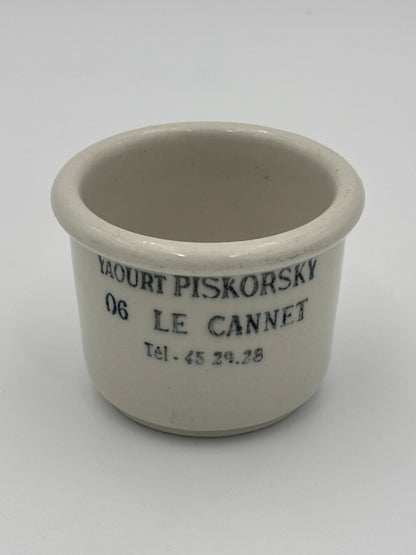 YAOURT PISKORSKY
06 LE CANNET
Tél - 45 29.28